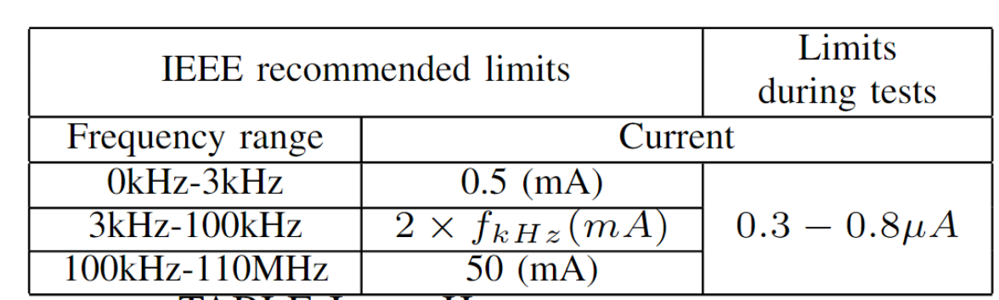 IEEE recommended limits
Limits
during tests
Frequency range
Current
0kHz-3kHz
0.5 (mA)
3kHz-100kHz
2 × fkHz(mA)
0.3 − 0.8μA
100kHz-110MHz
50 (mA)